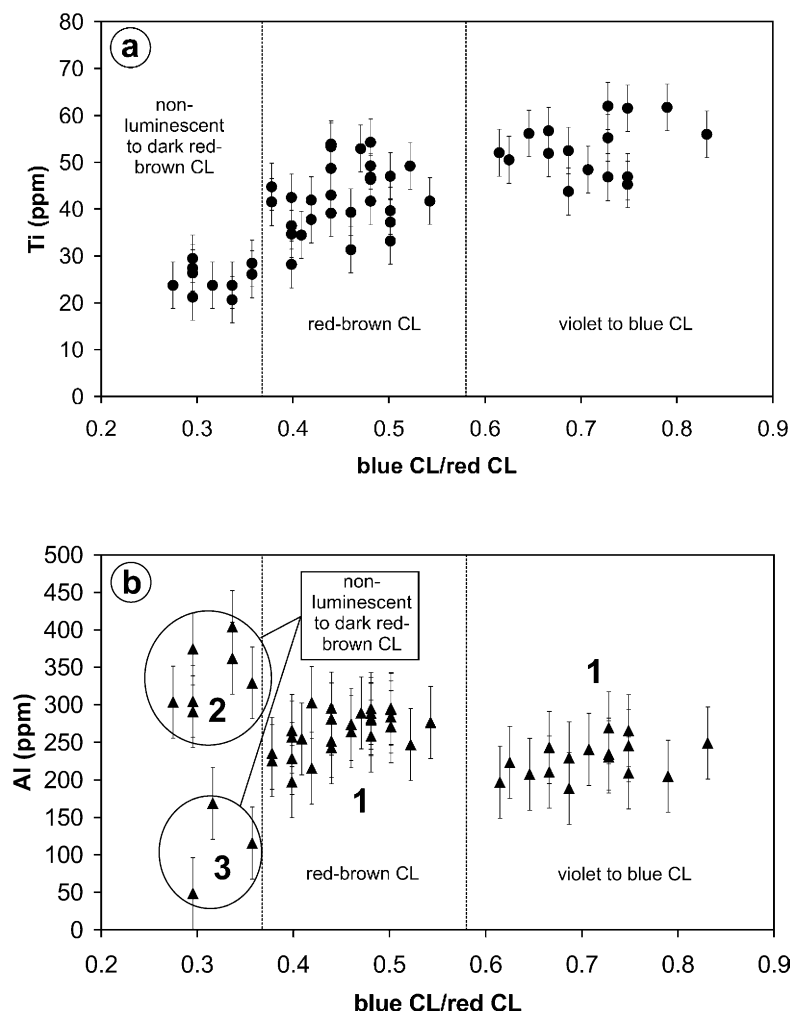 80
70
60
50
40
30
20
10
0
Ti (ppm)
a
non-
luminescent
to dark red-
brown CL
red-brown CL
violet to blue CL
0.2 0.3 0.4 0.5 0.6 0.7 0.8 0.9
blue CL/red CL
500
450
400
350
300
250
200
150
100
50
0
Al (ppm)
b
non-
luminescent
to dark red-
brown CL
1
2
1
3
red-brown CL
violet to blue CL
0.2 0.3 0.4 0.5 0.6 0.7 0.8 0.9
blue CL/red CL